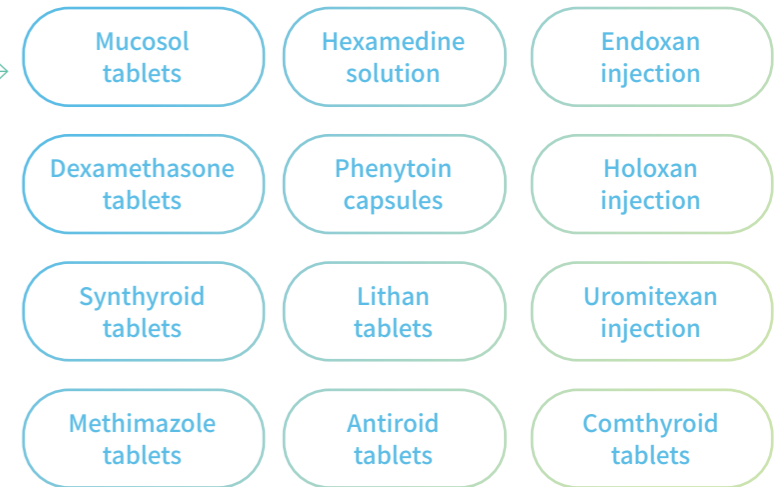 Mucosol
tablets
Hexamedine
solution
Endoxan
injection
Dexamethasone
tablets
Phenytoin
capsules
Holoxan
injection
Synthyroid
tablets
Lithan
tablets
Uromitexan
injection
Methimazole
tablets
Antiroid
tablets
Comthyroid
tablets